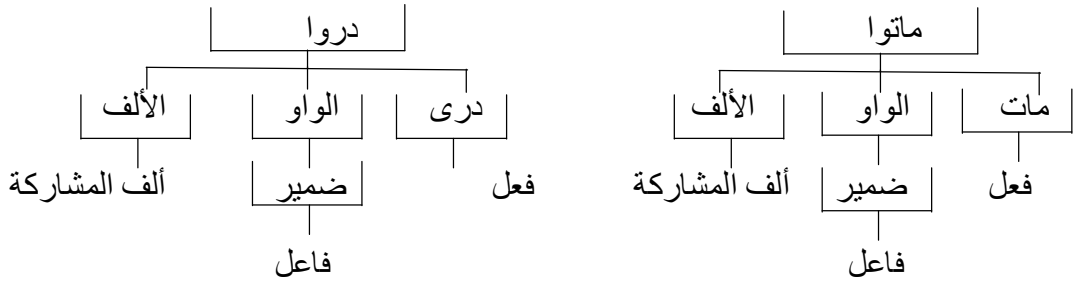 ماتوا
دروا
مات
الواو
الألف
درى
الواو
الألف
فعل
ضمير
ألف المشاركة
فعل
ضمير
ألف المشاركة
فاعل
فاعل